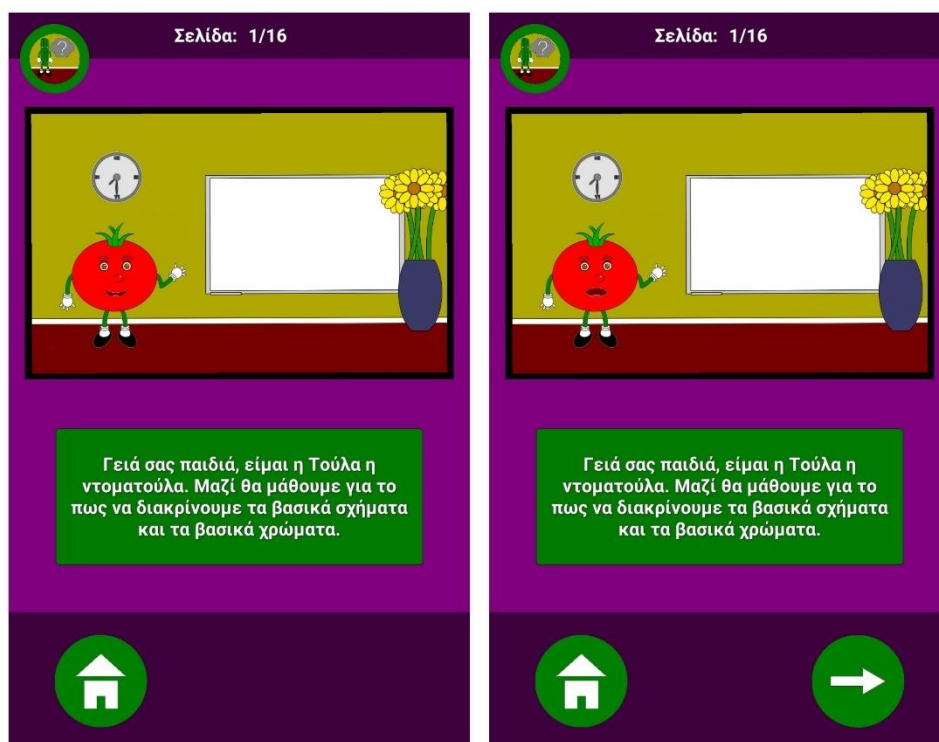 Σελίδα: 1/16
Γειά σας παιδιά, είμαι η Τούλα η
ντοματούλα. Μαζί θα μάθουμε για το
πως να διακρίνουμε τα βασικά σχήματα
και τα βασικά χρώματα.
Σελίδα: 1/16
Γειά σας παιδιά, είμαι η Τούλα η
ντοματούλα. Μαζί θα μάθουμε για το
πως να διακρίνουμε τα βασικά σχήματα
και τα βασικά χρώματα.